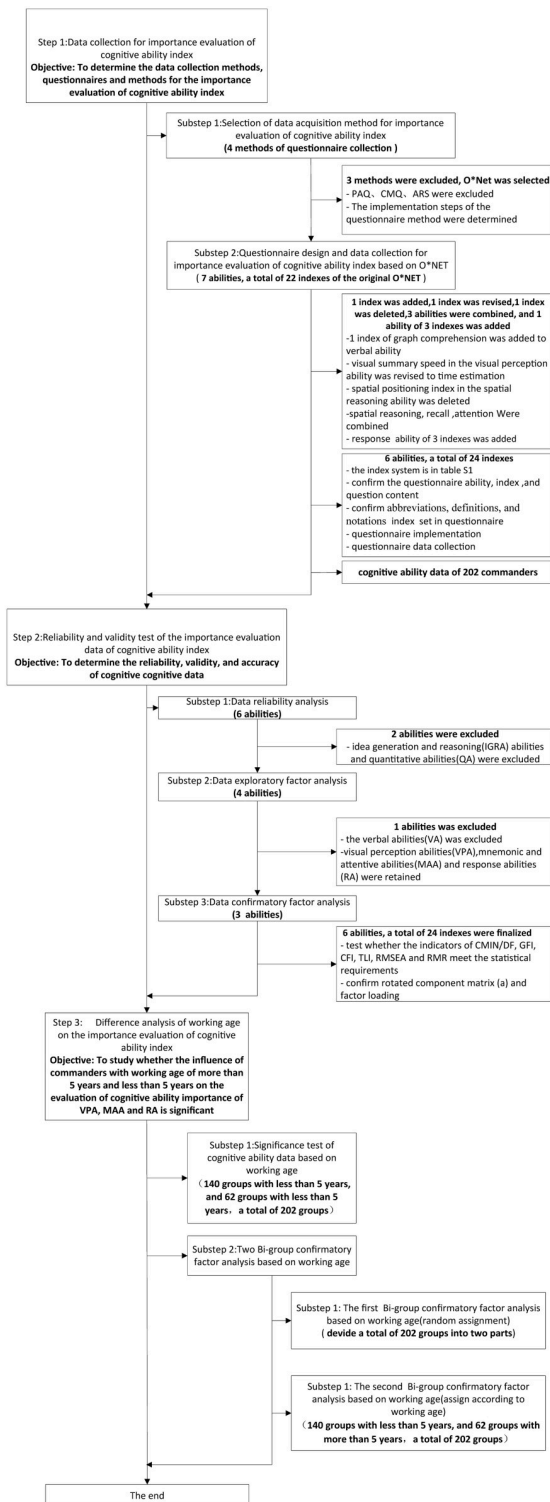 Step 1:Data collection for importance evaluation of
cognitive ability index
Objective: To determine the data collection methods,
questionnaires and methods for the importance
evaluation of cognitive ability index
Substep 1:Selection of data acquisition method for importance
evaluation of cognitive ability index
(4 methods of questionnaire collection )
3 methods were excluded, O*Net was selected
- PAQ、CMQ、ARS were excluded
- The implementation steps of the
questionnaire method were determined
Substep 2:Questionnaire design and data collection for
importance evaluation of cognitive ability index based on O*NET
( 7 abilities, a total of 22 indexes of the original O*NET )
1 index was added,1 index was revised,1 index
was deleted,3 abilities were combined, and 1
ability of 3 indexes was added
-1 index of graph comprehension was added to
verbal ability
- visual summary speed in the visual perception
ability was revised to time estimation
- spatial positioning index in the spatial
reasoning ability was deleted
-spatial reasoning, recall ,attention Were
combined
- response ability of 3 indexes was added
6 abilities, a total of 24 indexes
- the index system is in table S1
- confirm the questionnaire ability, index ,and
question content
- confirm abbreviations, definitions, and
notations index set in questionnaire
- questionnaire implementation
- questionnaire data collection
cognitive ability data of 202 commanders
Step 2:Reliability and validity test of the importance evaluation
data of cognitive ability index
Objective: To determine the reliability, validity, and accuracy
of cognitive cognitive data
Substep 1:Data reliability analysis
(6 abilities)
2 abilities were excluded
- idea generation and reasoning(IGRA) abilities
and quantitative abilities(QA) were excluded
Substep 2:Data exploratory factor analysis
(4 abilities)
1 abilities was excluded
- the verbal abilities(VA) was excluded
-visual perception abilities(VPA),mnemonic and
attentive abilities(MAA) and response abilities
(RA) were retained
Substep 3:Data confirmatory factor analysis
(3 abilities)
6 abilities, a total of 24 indexes were finalized
- test whether the indicators of CMIN/DF, GFI,
CFI, TLI, RMSEA and RMR meet the statistical
requirements
- confirm rotated component matrix (a) and
factor loading
Step 3: Difference analysis of working age
on the importance evaluation of cognitive
ability index
Objective: To study whether the influence of
commanders with working age of more than
5 years and less than 5 years on the
evaluation of cognitive ability importance of
VPA, MAA and RA is significant
Substep 1:Significance test of
cognitive ability data based on
working age
（140 groups with less than 5 years,
and 62 groups with less than 5
years，a total of 202 groups）
Substep 2:Two Bi-group confirmatory
factor analysis based on working age
Substep 1: The first Bi-group confirmatory factor analysis
based on working age(random assignment)
( devide a total of 202 groups into two parts)
Substep 1: The second Bi-group confirmatory factor
analysis based on working age(assign according to
working age)
（140 groups with less than 5 years, and 62 groups with
more than 5 years，a total of 202 groups）
The end